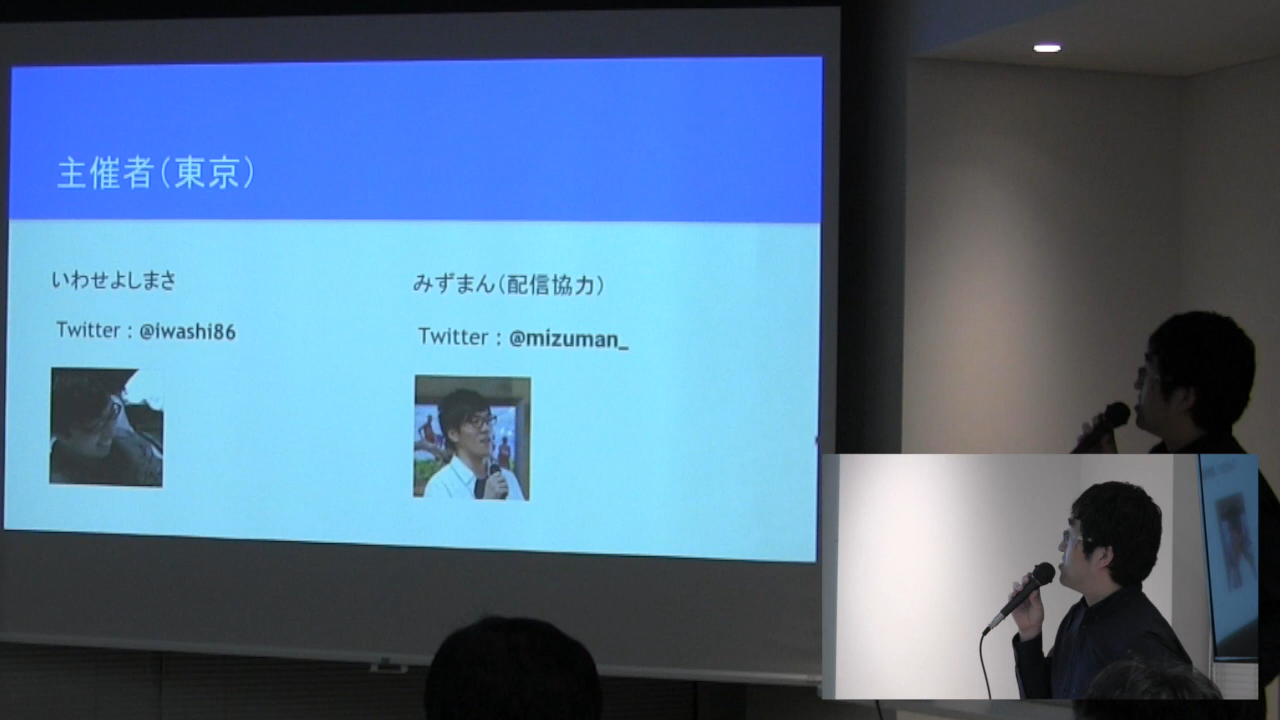 主催者（東京）
いわせよしまさ
Twitter : @iwashi86
みずまん（配信協力）
Twitter : @mizuman_